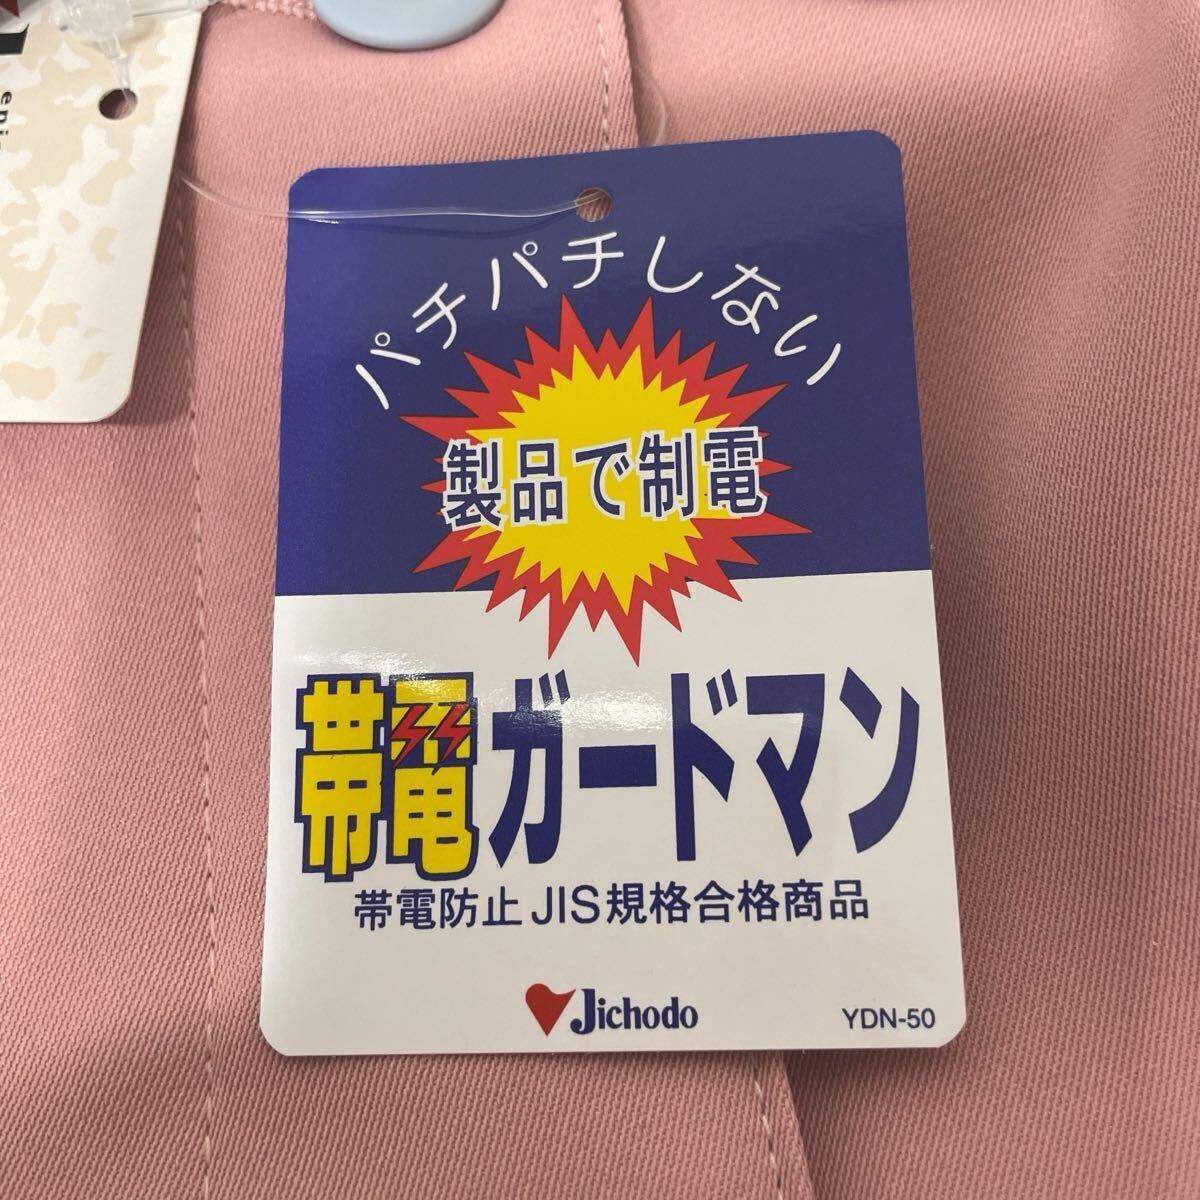 パチパチしない
製品で制電
帯電ガードマン
帯電防止JIS規格合格商品
Jichodo
YDN-50